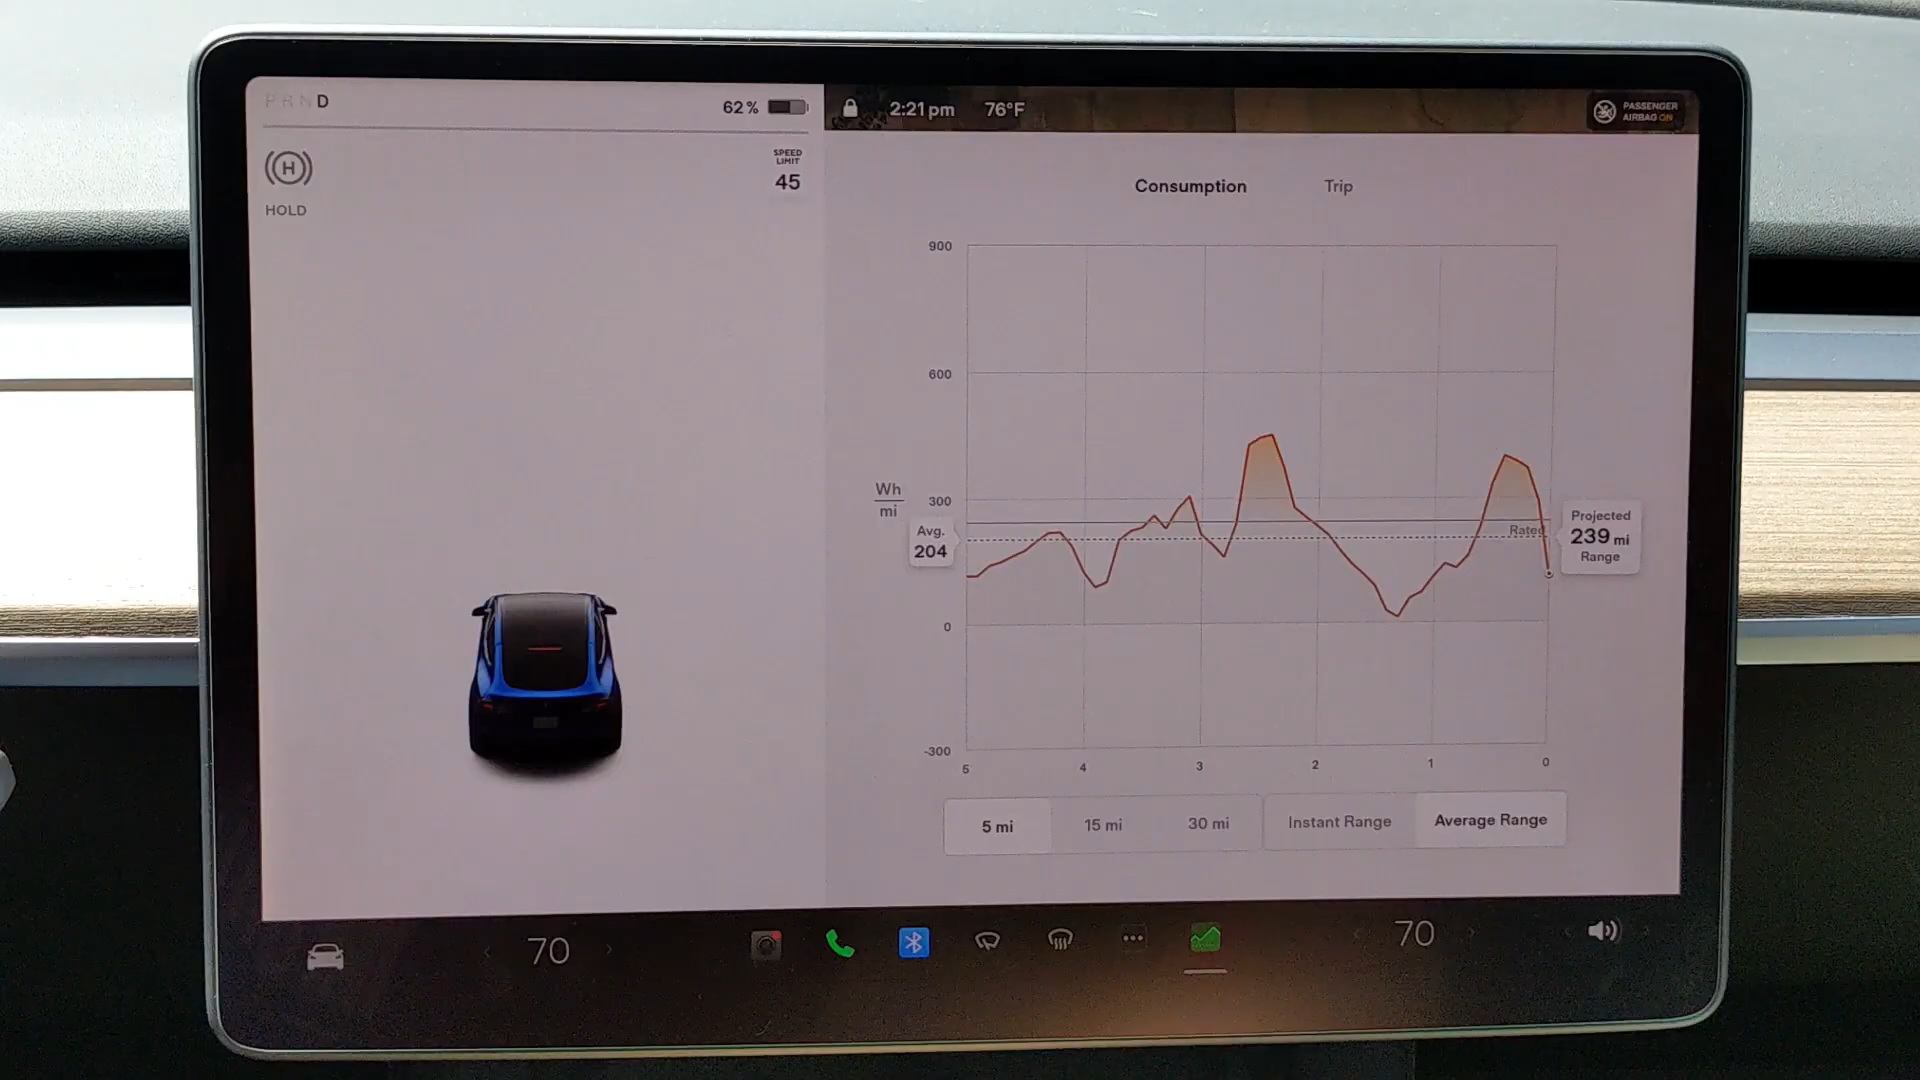 P R N D
62 %
2:21 pm
76°F
PASSENGER
AIRBAG ON
H
HOLD
SPEED
LIMIT
45
Consumption
Trip
900
600
300
0
-300
Wh
mi
Avg.
204
Rated
Projected
239 mi
Range
5
4
3
2
1
0
5 mi
15 mi
30 mi
Instant Range
Average Range
70
70